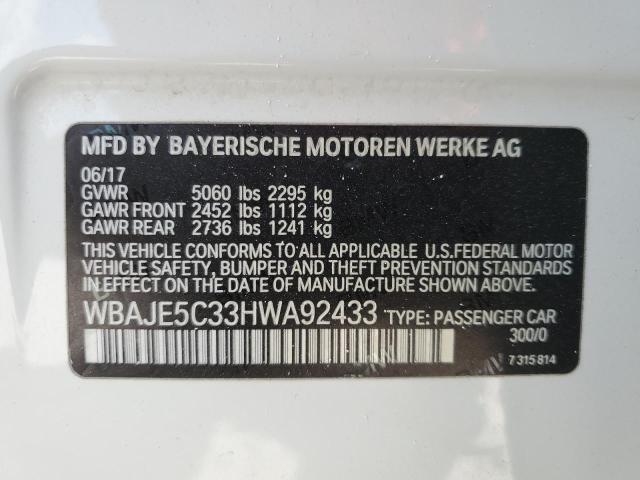 MFD BY BAYERISCHE MOTOREN WERKE AG
06/17
GVWR 5060 lbs 2295 kg
GAWR FRONT 2452 lbs 1112 kg
GAWR REAR 2736 lbs 1241 kg
THIS VEHICLE CONFORMS TO ALL APPLICABLE U.S.FEDERAL MOTOR
VEHICLE SAFETY, BUMPER AND THEFT PREVENTION STANDARDS
IN EFFECT ON THE DATE OF MANUFACTURE SHOWN ABOVE.
WBAJE5C33HWA92433 TYPE: PASSENGER CAR
300/0
7 315 814